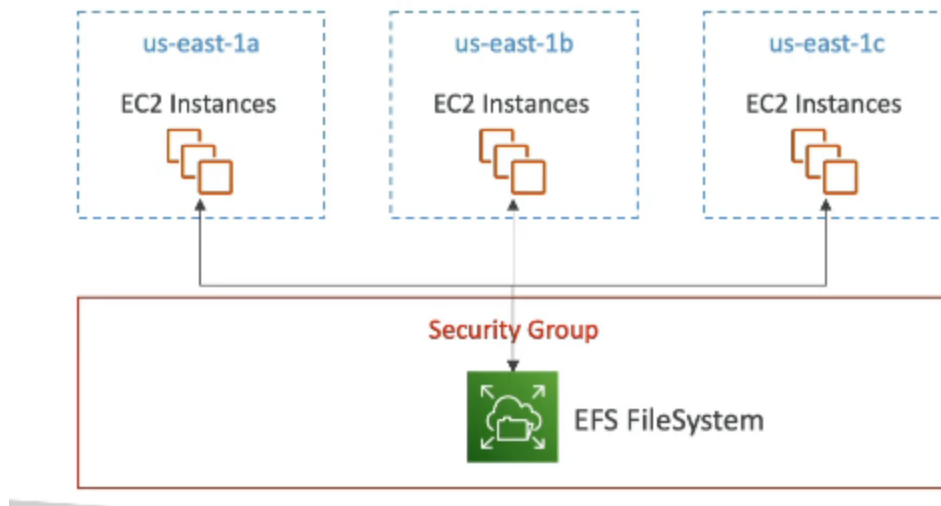 us-east-1a
us-east-1b
us-east-1c
EC2 Instances
EC2 Instances
EC2 Instances
Security Group
EFS FileSystem